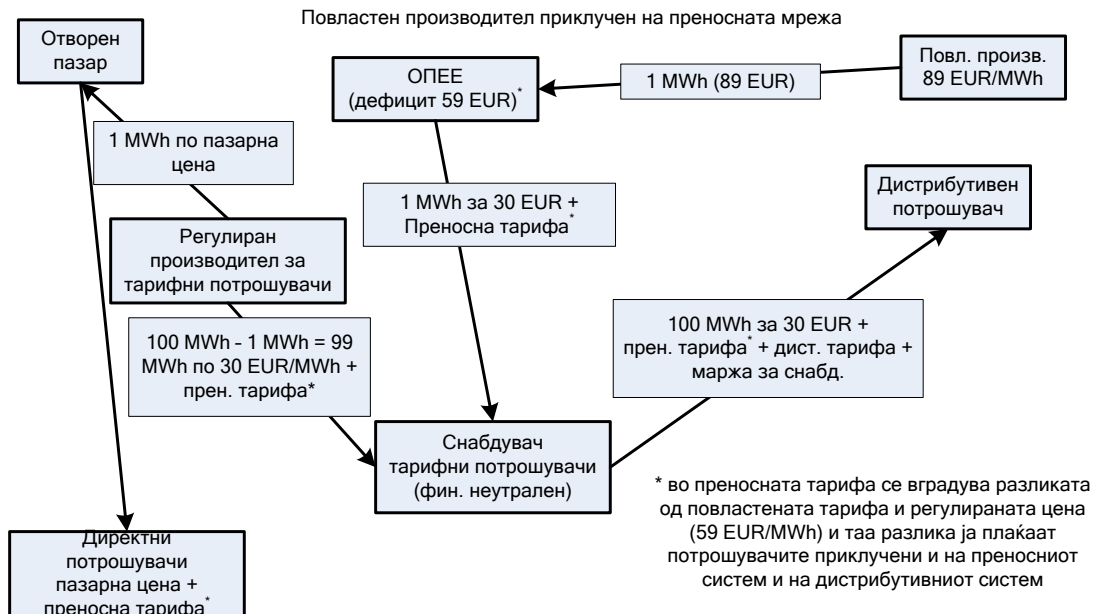 Повластен производител приклучен на преносната мрежа
Отворен
пазар
ОПЕЕ
(дефицит 59 EUR)*
1 MWh (89 EUR)
Повл. произв.
89 EUR/MWh
1 MWh по пазарна
цена
1 MWh за 30 EUR +
Преносна тарифа*
Дистрибутивен
потрошувач
Регулиран
производител за
тарифни потрошувачи
100 MWh – 1 MWh = 99
MWh по 30 EUR/MWh +
прен. тарифа*
100 MWh за 30 EUR +
прен. тарифа* + дист. тарифа +
маржа за снабд.
Снабдувач
тарифни потрошувачи
(фин. неутрален)
* во преносната тарифа се вградува разликата
од повластената тарифа и регулираната цена
(59 EUR/MWh) и таа разлика ја плаќаат
потрошувачите приклучени и на преносниот
систем и на дистрибутивниот систем
Директни
потрошувачи
пазарна цена +
преносна тарифа*